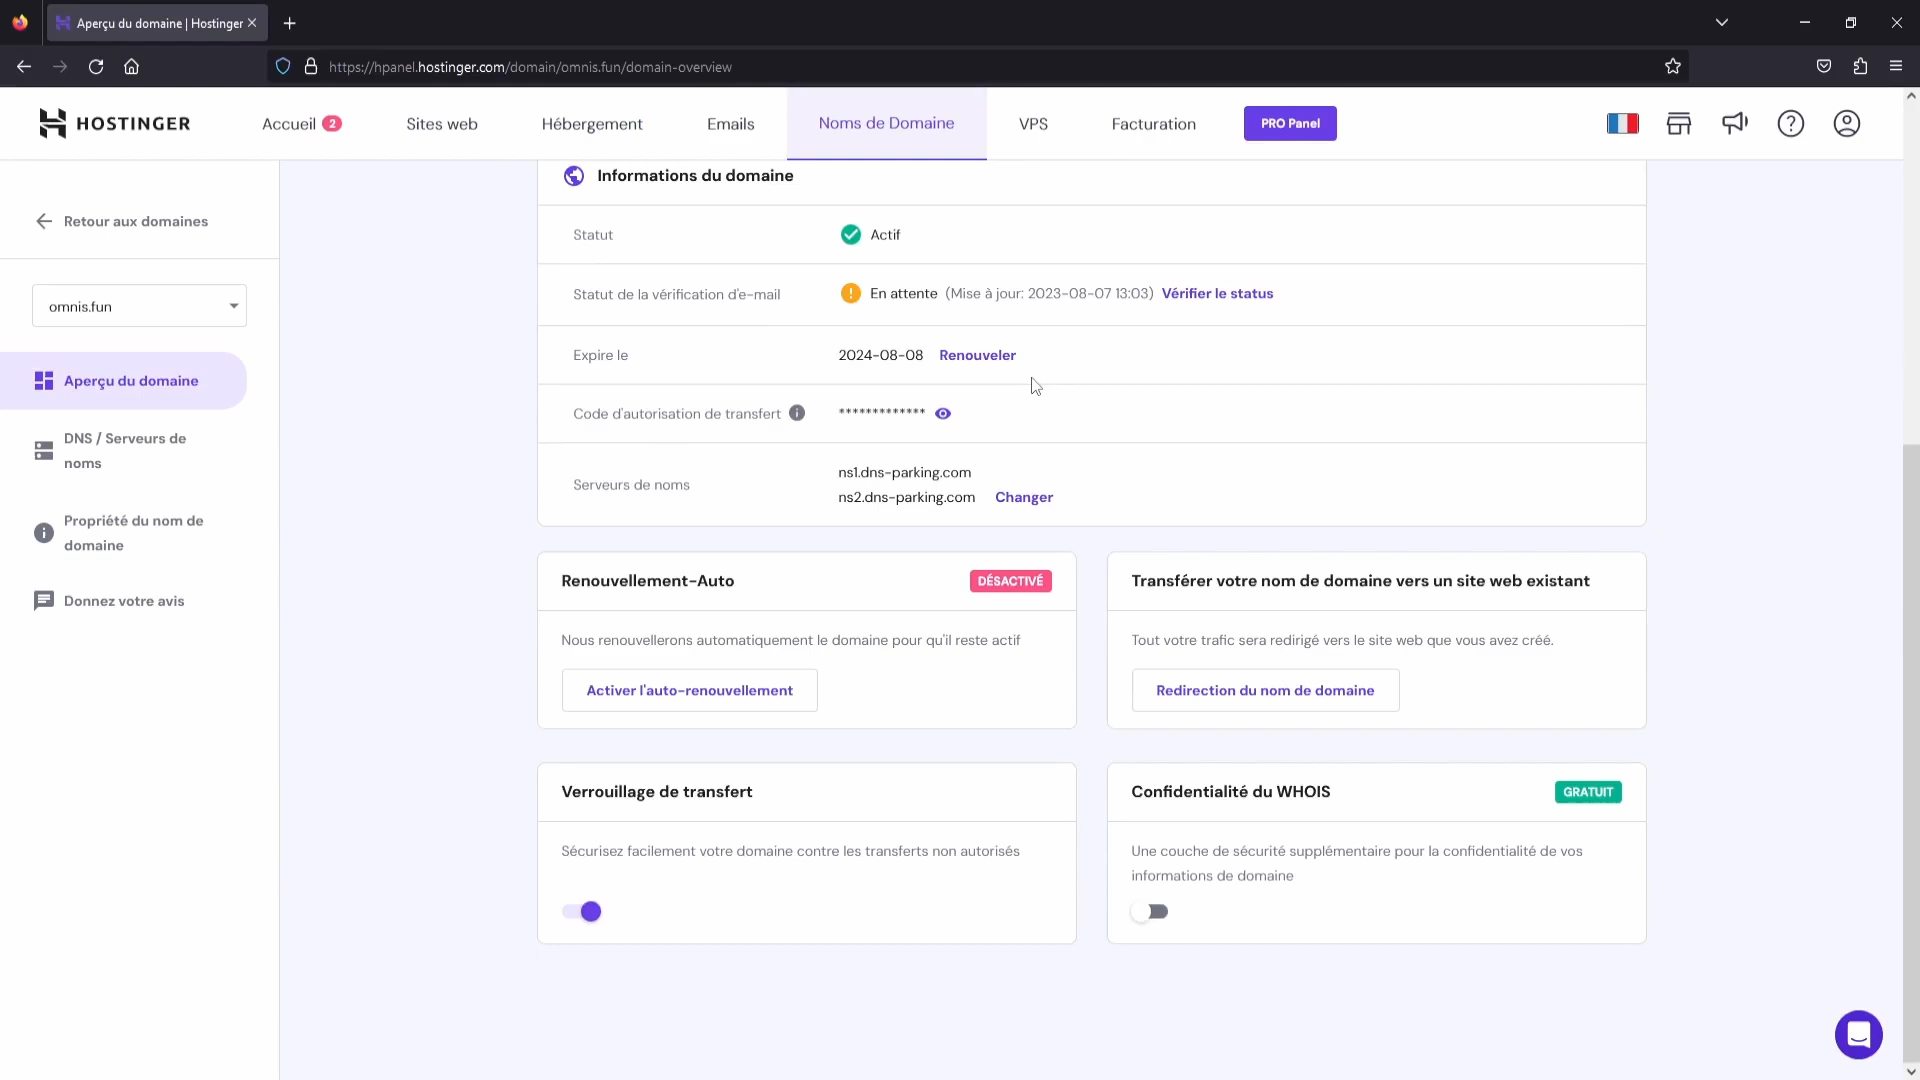 Aperçu du domaine | Hostinger
https://hpanel.hostinger.com/domain/omnis.fun/domain-overview
HOSTINGER
Accueil 2
Sites web
Hébergement
Emails
Noms de Domaine
VPS
Facturation
PRO Panel
Retour aux domaines
omnis.fun
Aperçu du domaine
DNS / Serveurs de
noms
Propriété du nom de
domaine
Donnez votre avis
Informations du domaine
Statut
Actif
Statut de la vérification d'e-mail
En attente (Mise à jour: 2023-08-07 13:03) Vérifier le status
Expire le
2024-08-08 Renouveler
Code d'autorisation de transfert
*************
Serveurs de noms
ns1.dns-parking.com
ns2.dns-parking.com Changer
Renouvellement-Auto
DÉSACTIVÉ
Nous renouvellerons automatiquement le domaine pour qu'il reste actif
Activer l'auto-renouvellement
Transférer votre nom de domaine vers un site web existant
Tout votre trafic sera redirigé vers le site web que vous avez créé.
Redirection du nom de domaine
Verrouillage de transfert
Sécurisez facilement votre domaine contre les transferts non autorisés
Confidentialité du WHOIS
GRATUIT
Une couche de sécurité supplémentaire pour la confidentialité de vos
informations de domaine